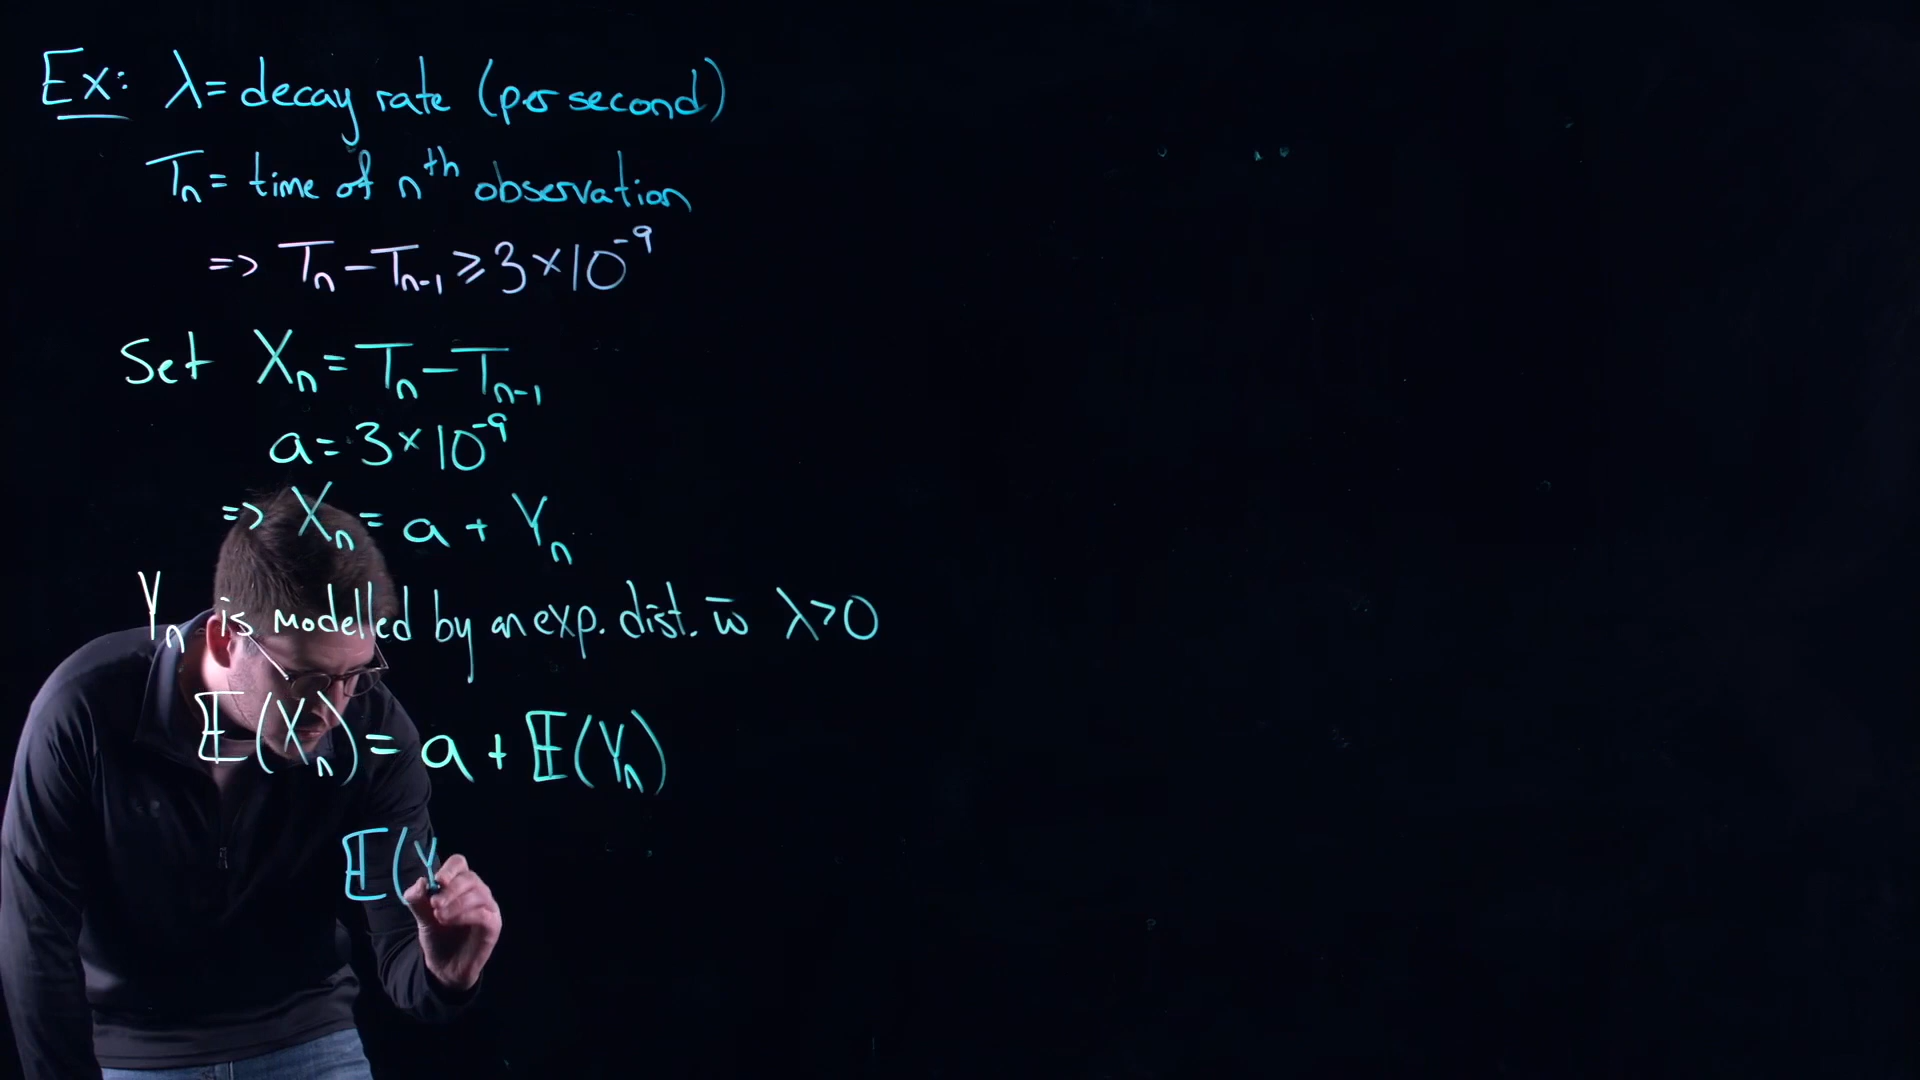 Ex: λ = decay rate (per second)
Tₙ = time of nᵗʰ observation
=> Tₙ − Tₙ₋₁ ⩾ 3 × 10⁻⁹
Set Xₙ = Tₙ − Tₙ₋₁
a = 3 × 10⁻⁹
=> Xₙ = a + Yₙ
Yₙ is modelled by an exp. dist. w̄ λ > 0
𝔼(Xₙ) = a + 𝔼(Yₙ)
𝔼(Y